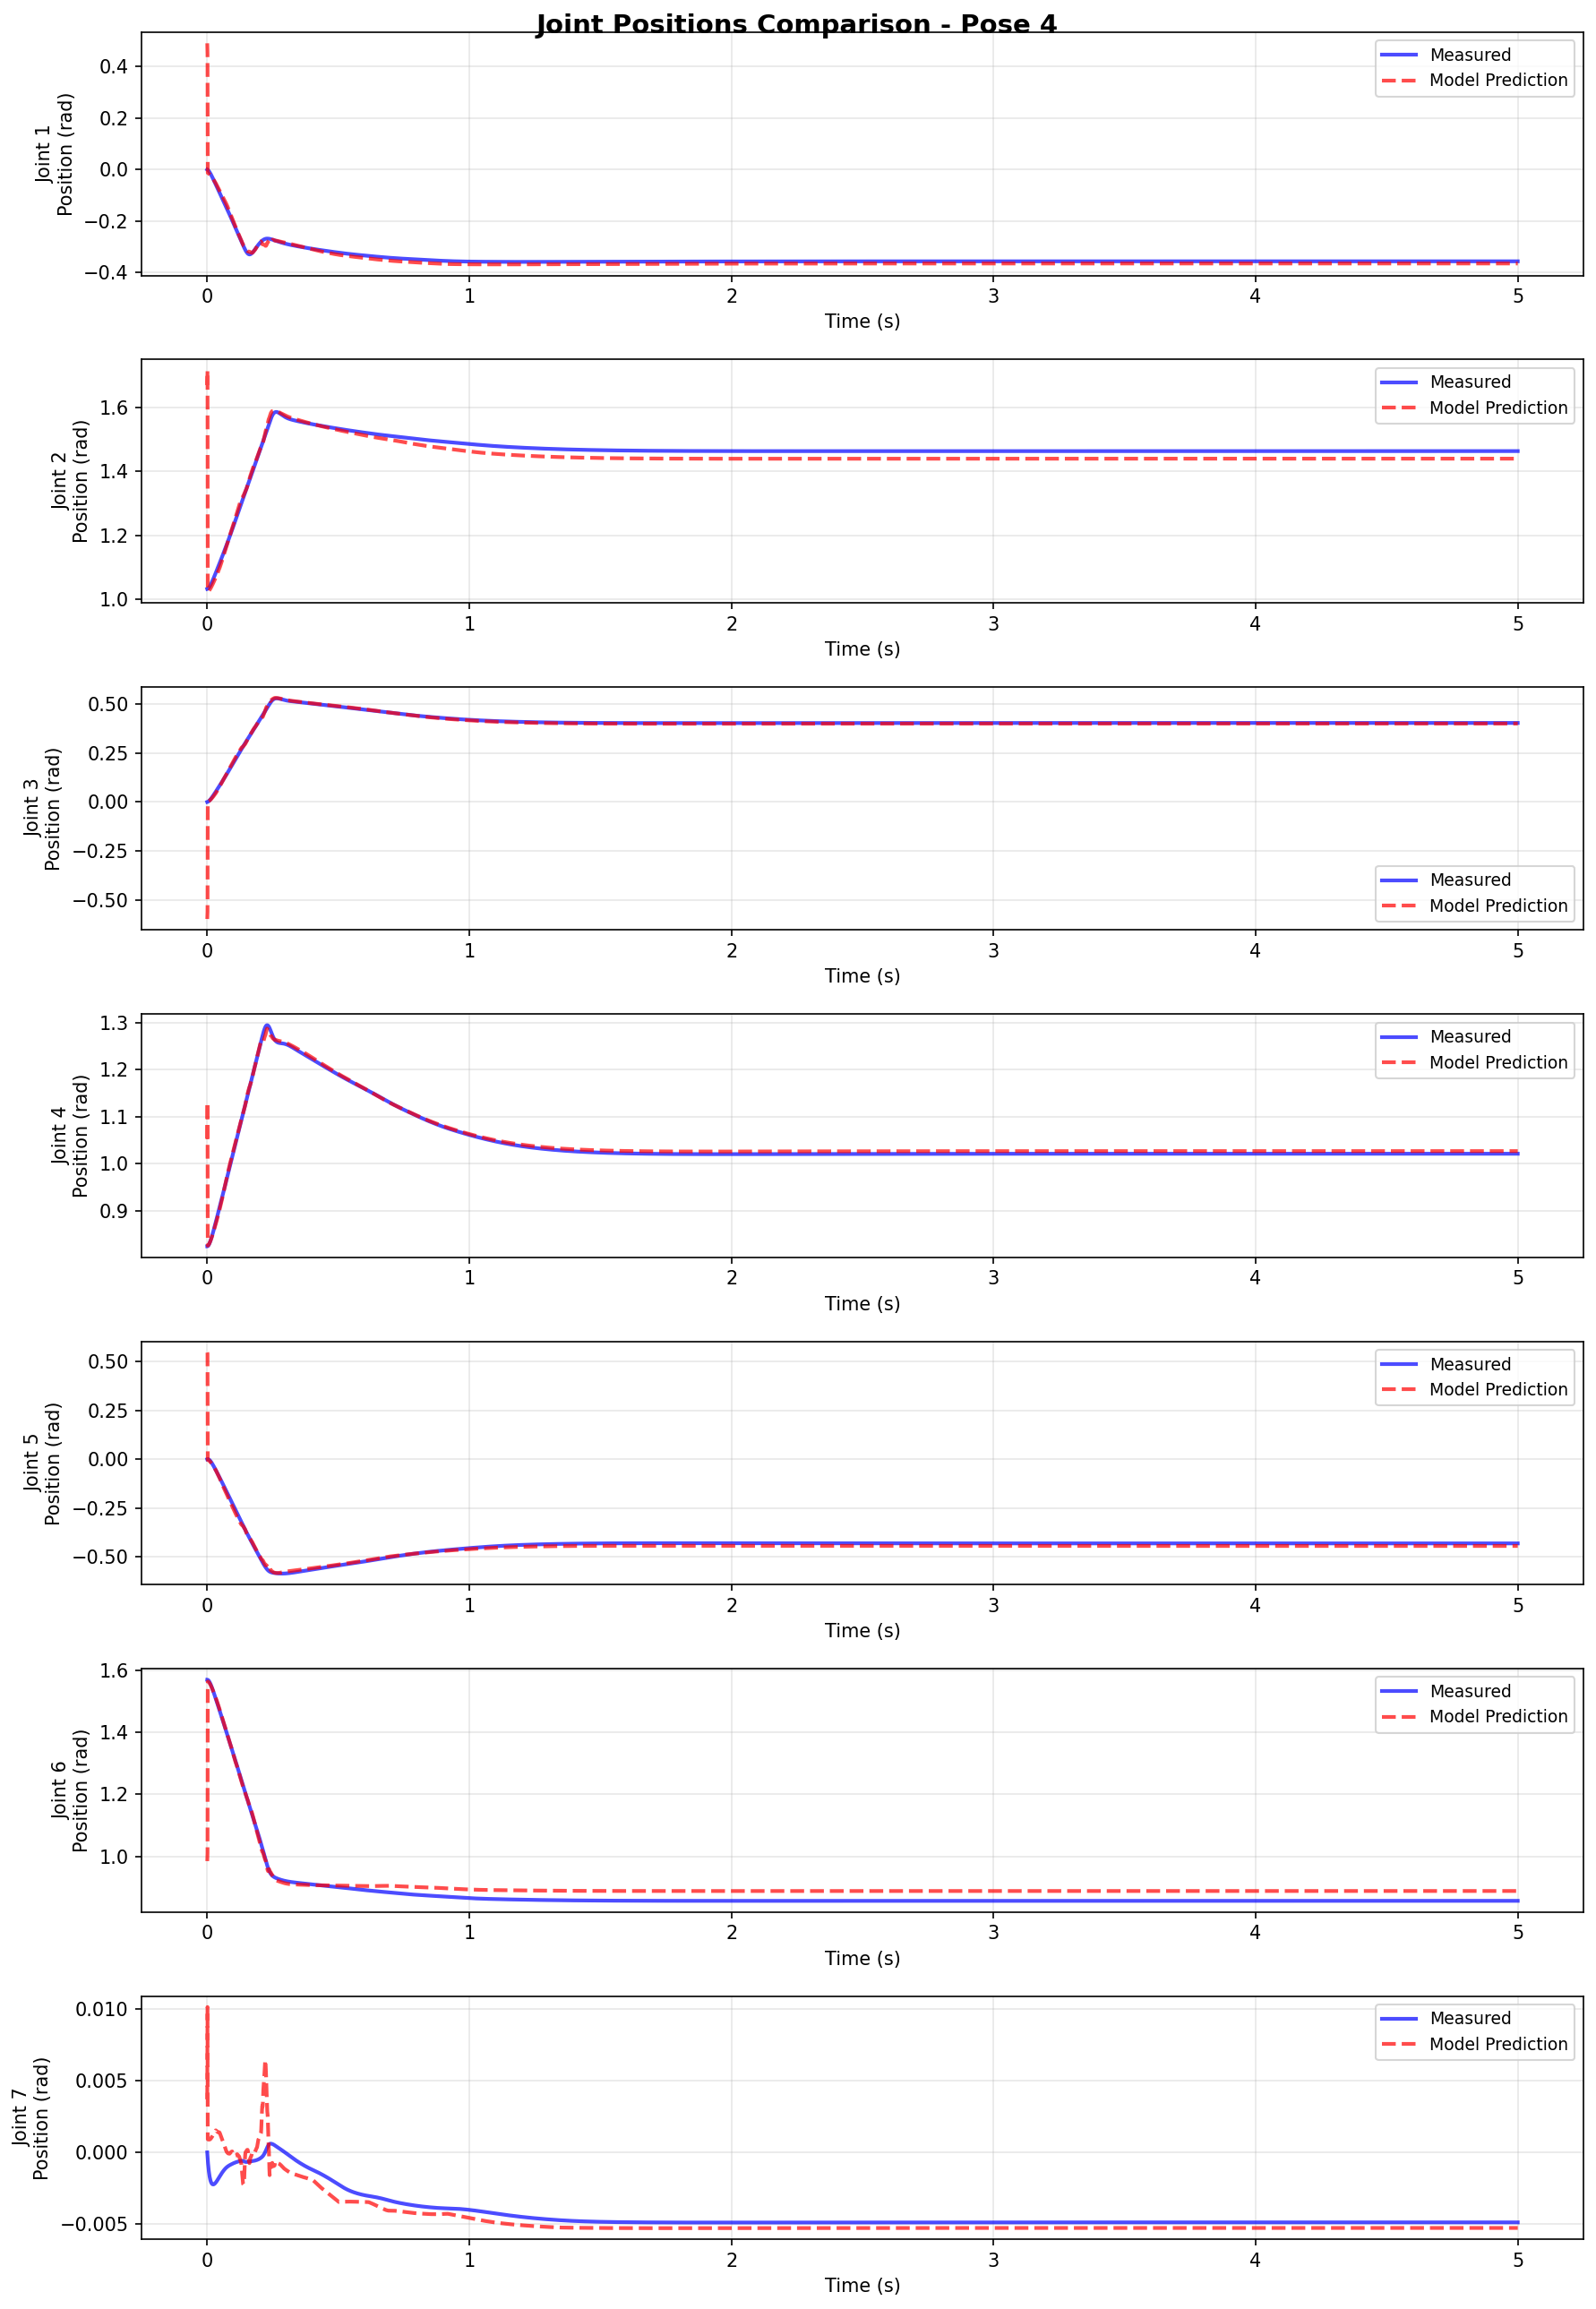 Joint Positions Comparison - Pose 4
Joint 1
Position (rad)
0.4
0.2
0.0
−0.2
−0.4
Measured
Model Prediction
0 1 2 3 4 5
Time (s)
Joint 2
Position (rad)
1.6
1.4
1.2
1.0
Measured
Model Prediction
0 1 2 3 4 5
Time (s)
Joint 3
Position (rad)
0.50
0.25
0.00
−0.25
−0.50
Measured
Model Prediction
0 1 2 3 4 5
Time (s)
Joint 4
Position (rad)
1.3
1.2
1.1
1.0
0.9
Measured
Model Prediction
0 1 2 3 4 5
Time (s)
Joint 5
Position (rad)
0.50
0.25
0.00
−0.25
−0.50
Measured
Model Prediction
0 1 2 3 4 5
Time (s)
Joint 6
Position (rad)
1.6
1.4
1.2
1.0
Measured
Model Prediction
0 1 2 3 4 5
Time (s)
Joint 7
Position (rad)
0.010
0.005
0.000
−0.005
Measured
Model Prediction
0 1 2 3 4 5
Time (s)